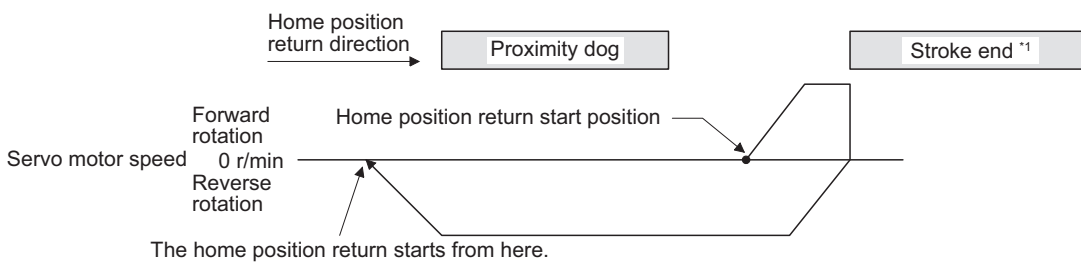 Home position
return direction
Proximity dog
Stroke end *1
Forward
rotation
Home position return start position
Servo motor speed 0 r/min
Reverse
rotation
The home position return starts from here.